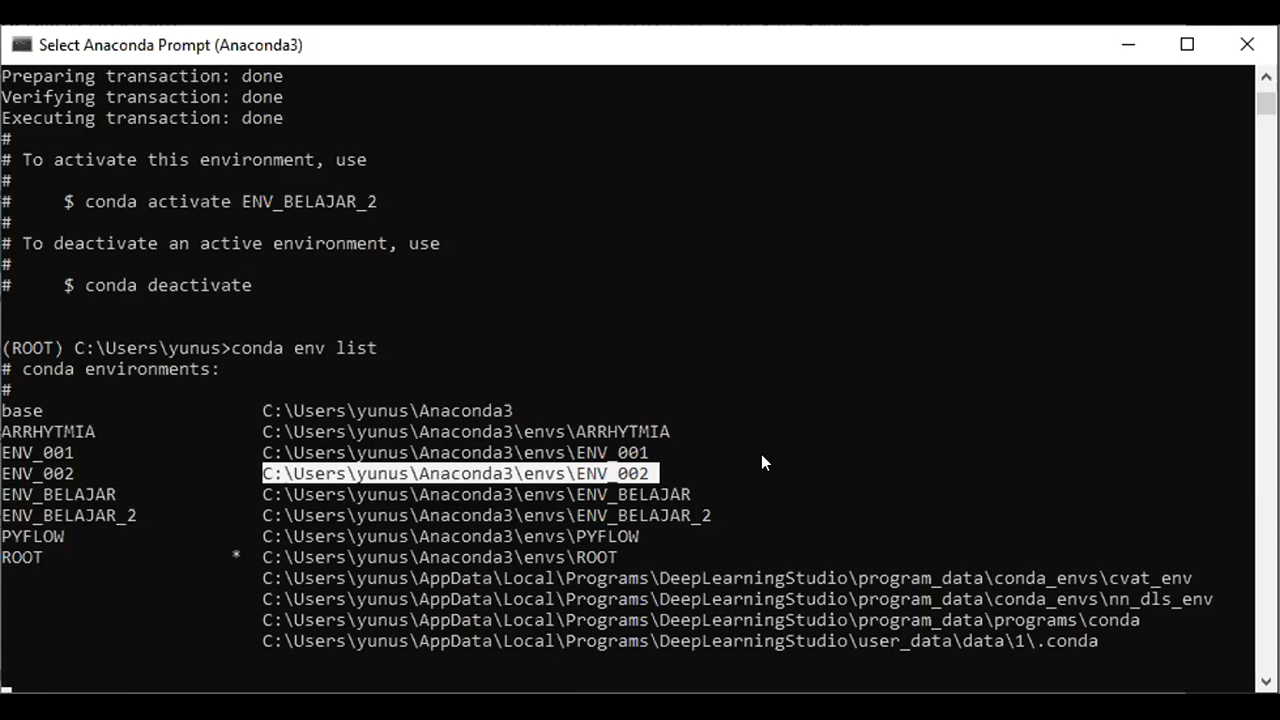 Select Anaconda Prompt (Anaconda3)
Preparing transaction: done
Verifying transaction: done
Executing transaction: done
#
# To activate this environment, use
#
#     $ conda activate ENV_BELAJAR_2
#
# To deactivate an active environment, use
#
#     $ conda deactivate
(ROOT) C:\Users\yunus>conda env list
# conda environments:
#
base                     C:\Users\yunus\Anaconda3
ARRHYTMIA                C:\Users\yunus\Anaconda3\envs\ARRHYTMIA
ENV_001                  C:\Users\yunus\Anaconda3\envs\ENV_001
ENV_002                  C:\Users\yunus\Anaconda3\envs\ENV_002
ENV_BELAJAR              C:\Users\yunus\Anaconda3\envs\ENV_BELAJAR
ENV_BELAJAR_2            C:\Users\yunus\Anaconda3\envs\ENV_BELAJAR_2
PYFLOW                   C:\Users\yunus\Anaconda3\envs\PYFLOW
ROOT                  *  C:\Users\yunus\Anaconda3\envs\ROOT
                         C:\Users\yunus\AppData\Local\Programs\DeepLearningStudio\program_data\conda_envs\cvat_env
                         C:\Users\yunus\AppData\Local\Programs\DeepLearningStudio\program_data\conda_envs\nn_dls_env
                         C:\Users\yunus\AppData\Local\Programs\DeepLearningStudio\program_data\programs\conda
                         C:\Users\yunus\AppData\Local\Programs\DeepLearningStudio\user_data\data\1\.conda